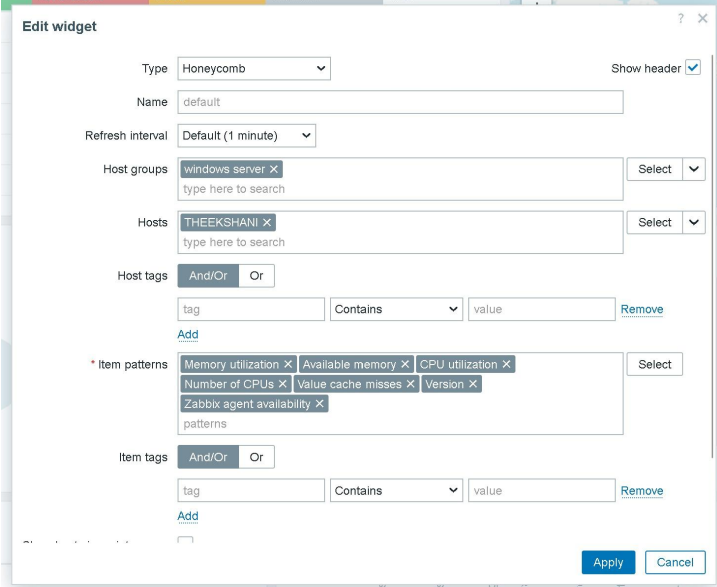 Edit widget
? ×
Type Honeycomb Show header
Name default
Refresh interval Default (1 minute)
Host groups windows server × Select
type here to search
Hosts THEEKSHANI × Select
type here to search
Host tags And/Or Or
tag Contains value Remove
Add
* Item patterns Memory utilization × Available memory × CPU utilization × Select
Number of CPUs × Value cache misses × Version ×
Zabbix agent availability ×
patterns
Item tags And/Or Or
tag Contains value Remove
Add
Apply Cancel